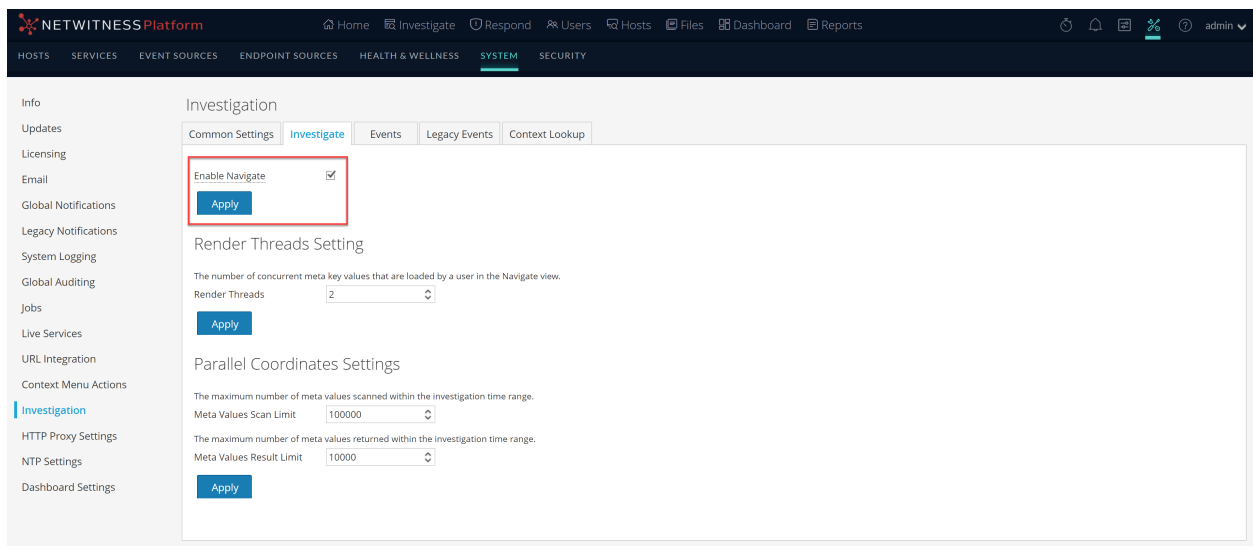 NETWITNESS Platform
Home Investigate Respond Users Hosts Files Dashboard Reports
admin
HOSTS SERVICES EVENT SOURCES ENDPOINT SOURCES HEALTH & WELLNESS SYSTEM SECURITY
Info
Updates
Licensing
Email
Global Notifications
Legacy Notifications
System Logging
Global Auditing
Jobs
Live Services
URL Integration
Context Menu Actions
Investigation
HTTP Proxy Settings
NTP Settings
Dashboard Settings
Investigation
Common Settings Investigate Events Legacy Events Context Lookup
Enable Navigate
Apply
Render Threads Setting
The number of concurrent meta key values that are loaded by a user in the Navigate view.
Render Threads 2
Apply
Parallel Coordinates Settings
The maximum number of meta values scanned within the investigation time range.
Meta Values Scan Limit 100000
The maximum number of meta values returned within the investigation time range.
Meta Values Result Limit 10000
Apply